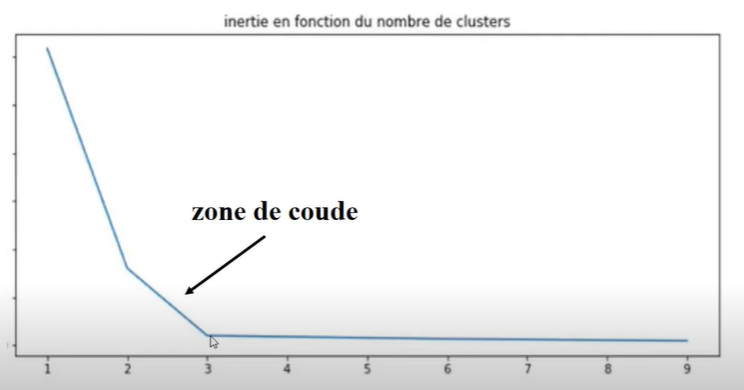 inertie en fonction du nombre de clusters
zone de coude
1 2 3 4 5 6 7 8 9